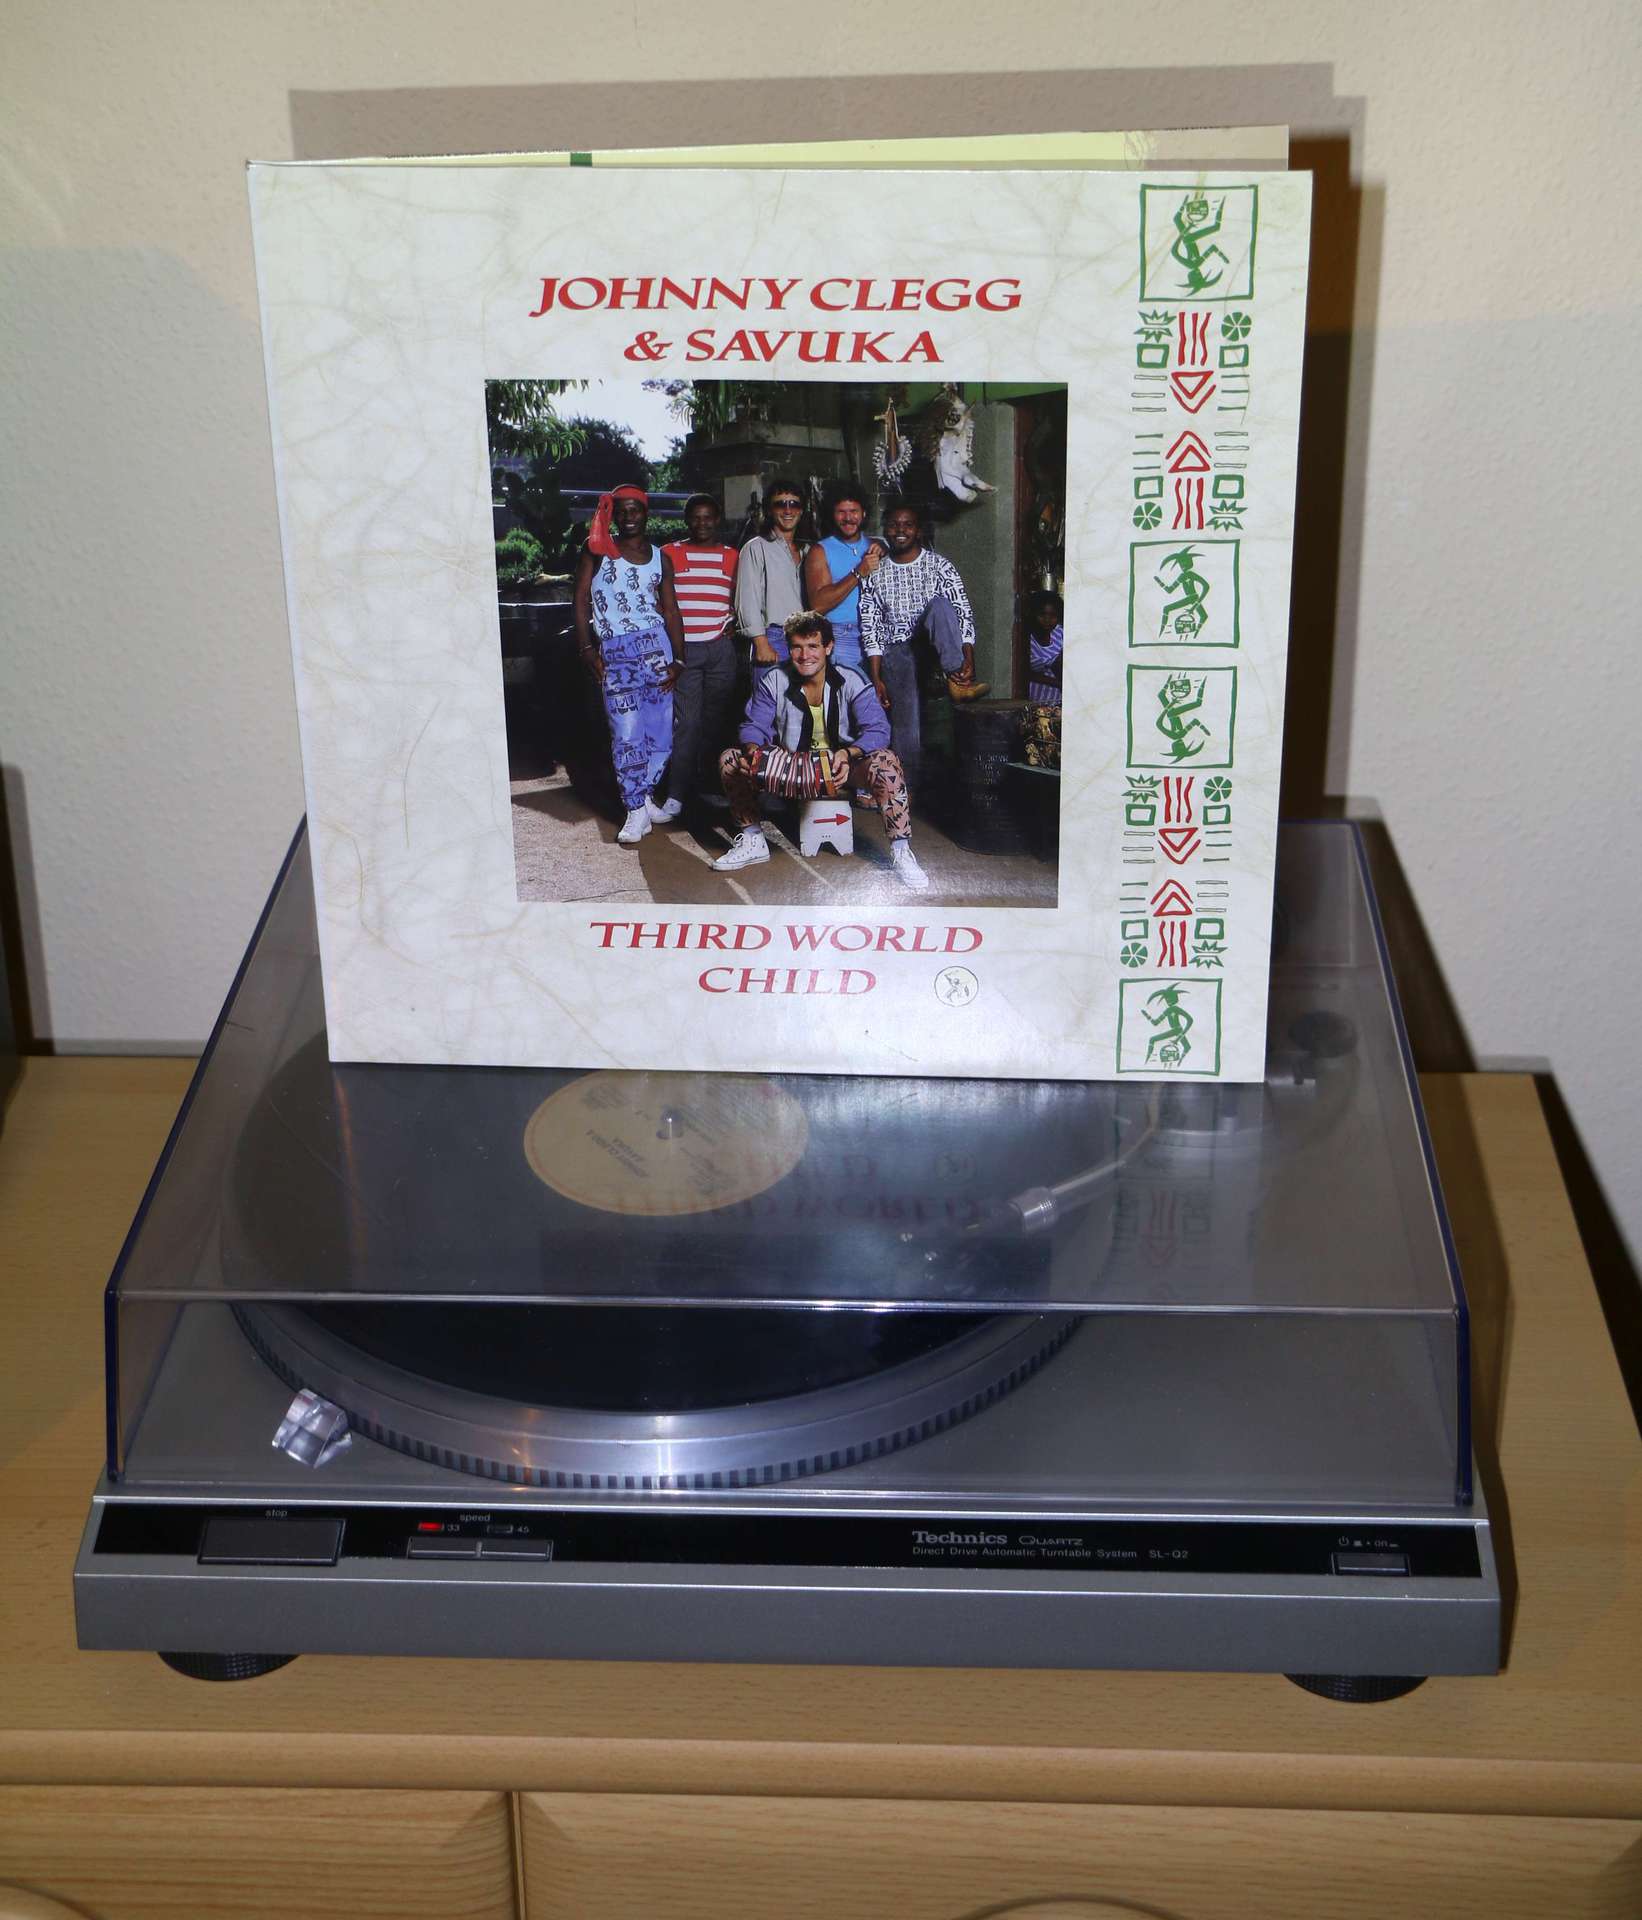 JOHNNY CLEGG
& SAVUKA
THIRD WORLD
CHILD
stop
speed
33 45
Technics QUARTZ
Direct Drive Automatic Turntable System SL-Q2
on